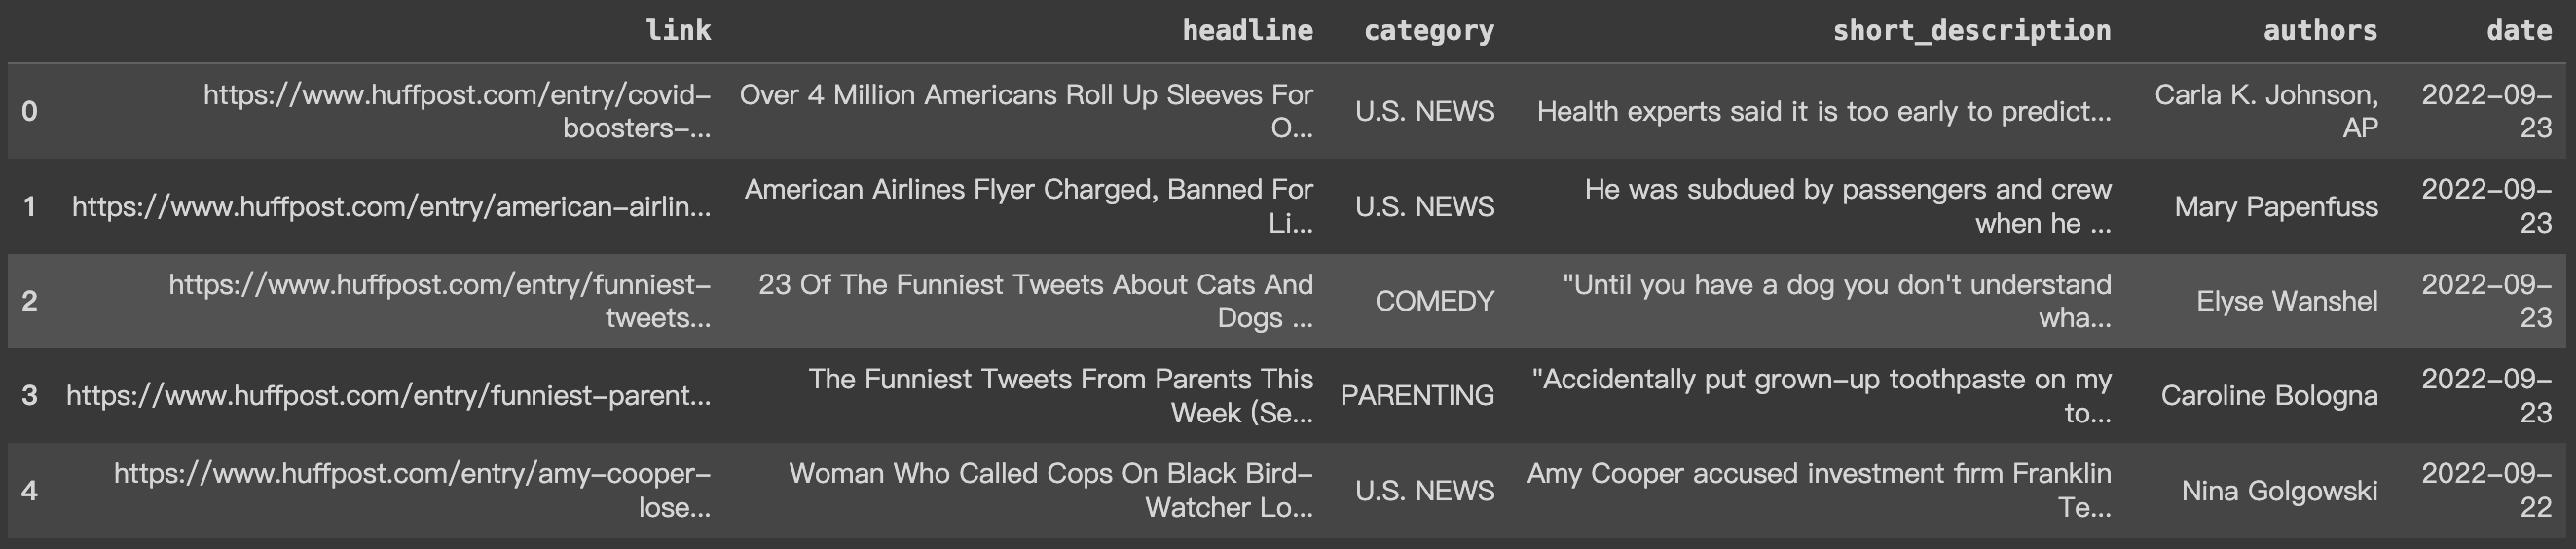 link headline category short_description authors date
0 https://www.huffpost.com/entry/covid-boosters-... Over 4 Million Americans Roll Up Sleeves For O... U.S. NEWS Health experts said it is too early to predict... Carla K. Johnson, AP 2022-09-23
1 https://www.huffpost.com/entry/american-airlin... American Airlines Flyer Charged, Banned For Li... U.S. NEWS He was subdued by passengers and crew when he ... Mary Papenfuss 2022-09-23
2 https://www.huffpost.com/entry/funniest-tweets... 23 Of The Funniest Tweets About Cats And Dogs ... COMEDY "Until you have a dog you don't understand wha... Elyse Wanshel 2022-09-23
3 https://www.huffpost.com/entry/funniest-parent... The Funniest Tweets From Parents This Week (Se... PARENTING "Accidentally put grown-up toothpaste on my to... Caroline Bologna 2022-09-23
4 https://www.huffpost.com/entry/amy-cooper-lose... Woman Who Called Cops On Black Bird-Watcher Lo... U.S. NEWS Amy Cooper accused investment firm Franklin Te... Nina Golgowski 2022-09-22